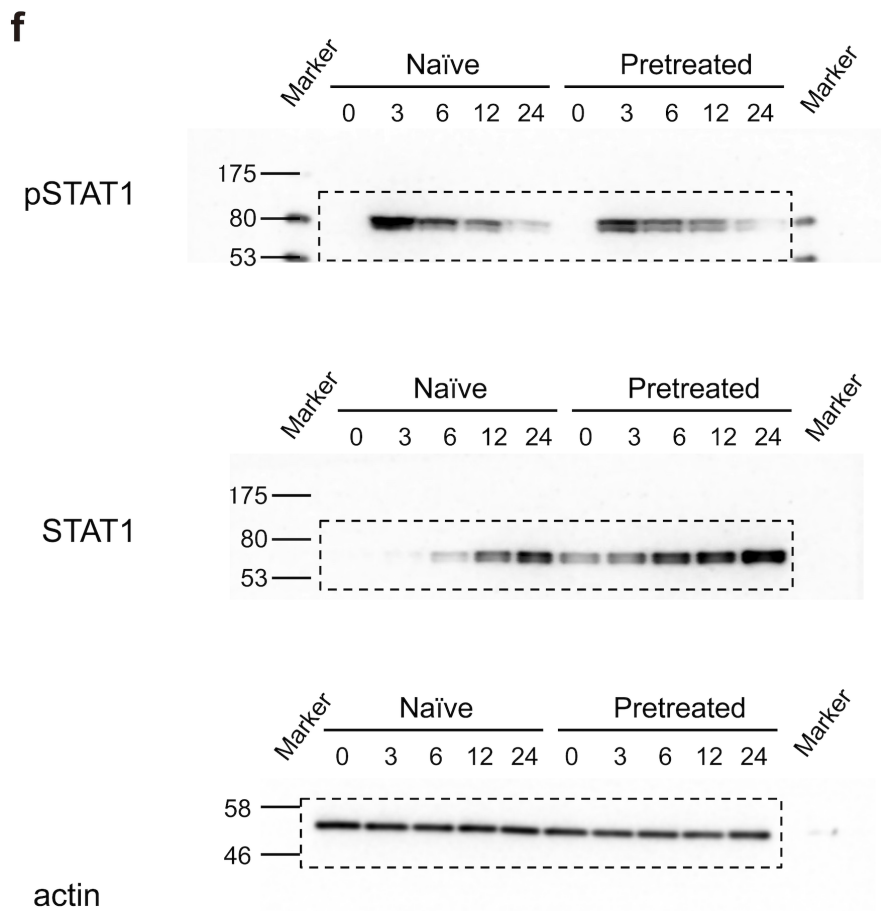 f
Marker Naïve Pretreated Marker
0 3 6 12 24 0 3 6 12 24
175
pSTAT1
80
53
Marker Naïve Pretreated Marker
0 3 6 12 24 0 3 6 12 24
175
STAT1
80
53
Marker Naïve Pretreated Marker
0 3 6 12 24 0 3 6 12 24
58
46
actin